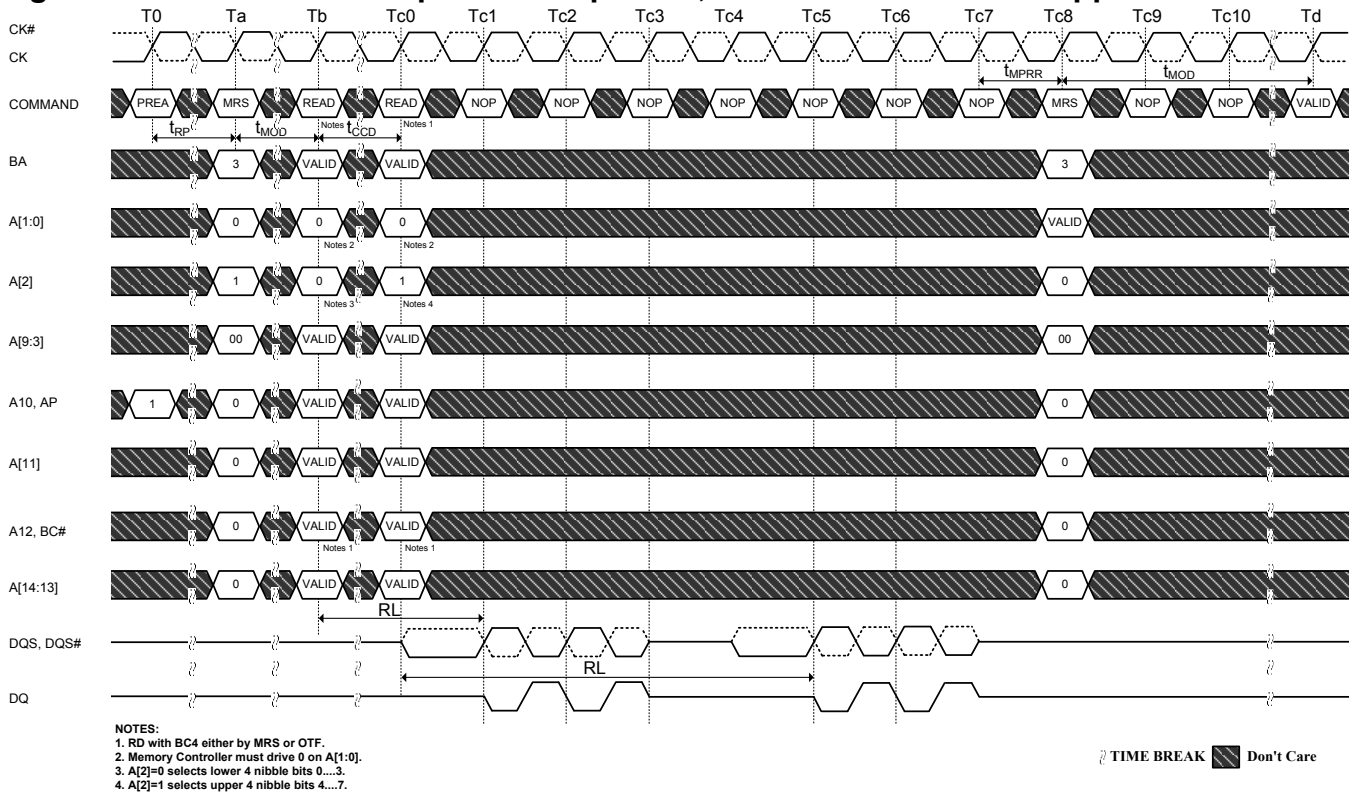 T0 Ta Tb Tc0 Tc1 Tc2 Tc3 Tc4 Tc5 Tc6 Tc7 Tc8 Tc9 Tc10 Td
CK#
CK
tMPRR tMOD
COMMAND PREA MRS READ READ NOP NOP NOP NOP NOP NOP NOP MRS NOP NOP VALID
Notes 1 Notes 1
tRP tMOD tCCD
BA 3 VALID VALID 3
A[1:0] 0 0 0 VALID
Notes 2 Notes 2
A[2] 1 0 1 0
Notes 3 Notes 4
A[9:3] 00 VALID VALID 00
A10, AP 1 0 VALID VALID 0
A[11] 0 VALID VALID 0
A12, BC# 0 VALID VALID 0
Notes 1 Notes 1
A[14:13] 0 VALID VALID 0
RL
DQS, DQS#
RL
DQ
NOTES:
1. RD with BC4 either by MRS or OTF.
2. Memory Controller must drive 0 on A[1:0].
3. A[2]=0 selects lower 4 nibble bits 0....3.
4. A[2]=1 selects upper 4 nibble bits 4....7.
TIME BREAK Don't Care